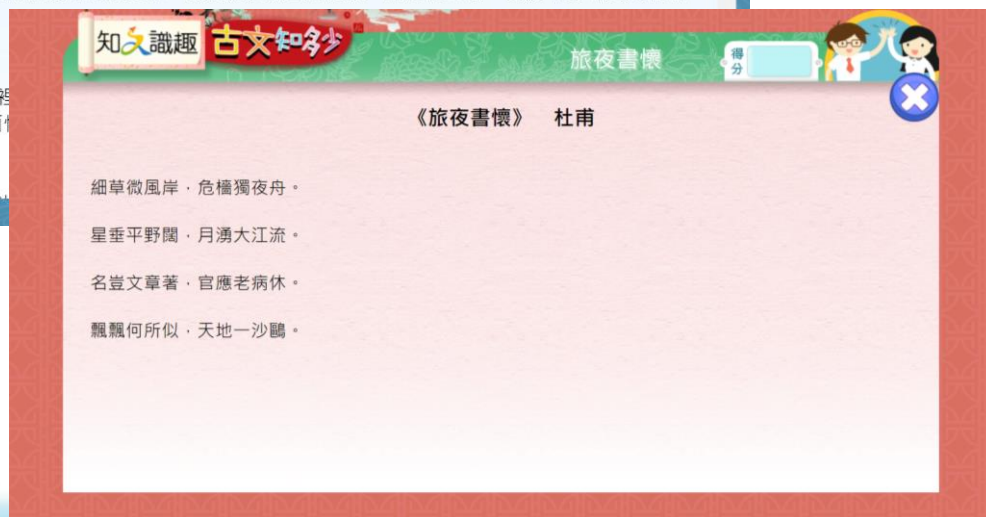 知文識趣 古文知多少
旅夜書懷
得分
《旅夜書懷》 杜甫
細草微風岸，危檣獨夜舟。
星垂平野闊，月湧大江流。
名豈文章著，官應老病休。
飄飄何所似，天地一沙鷗。